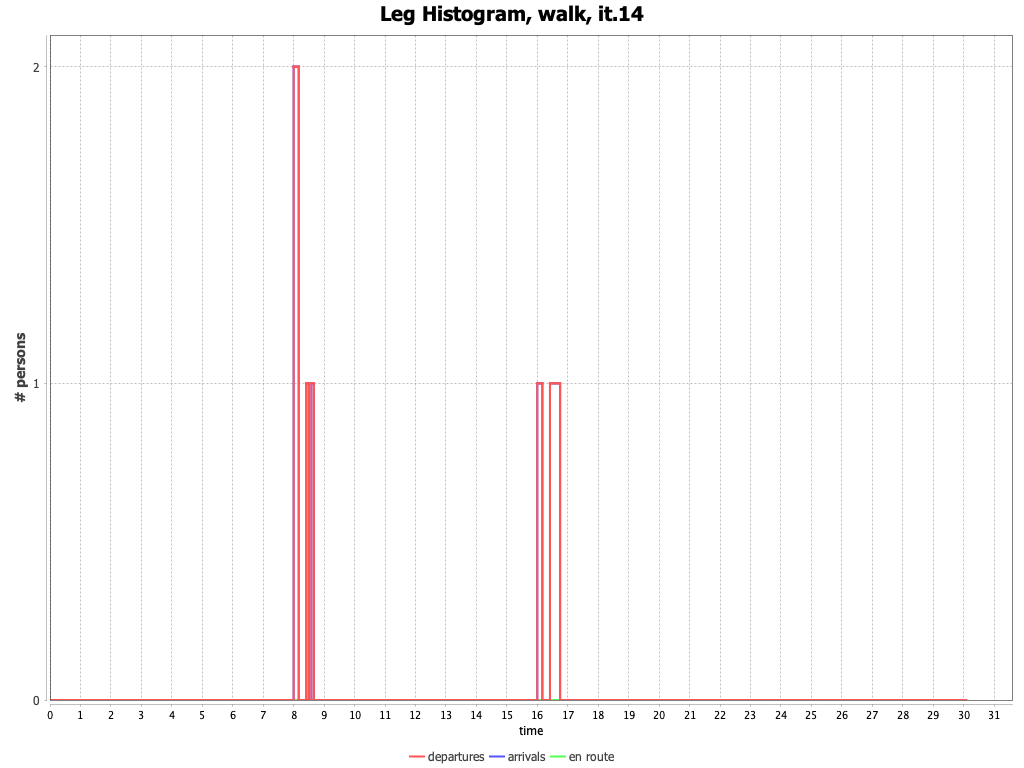 Leg Histogram, walk, it.14
# persons
2
1
0
0 1 2 3 4 5 6 7 8 9 10 11 12 13 14 15 16 17 18 19 20 21 22 23 24 25 26 27 28 29 30 31
time
departures arrivals en route